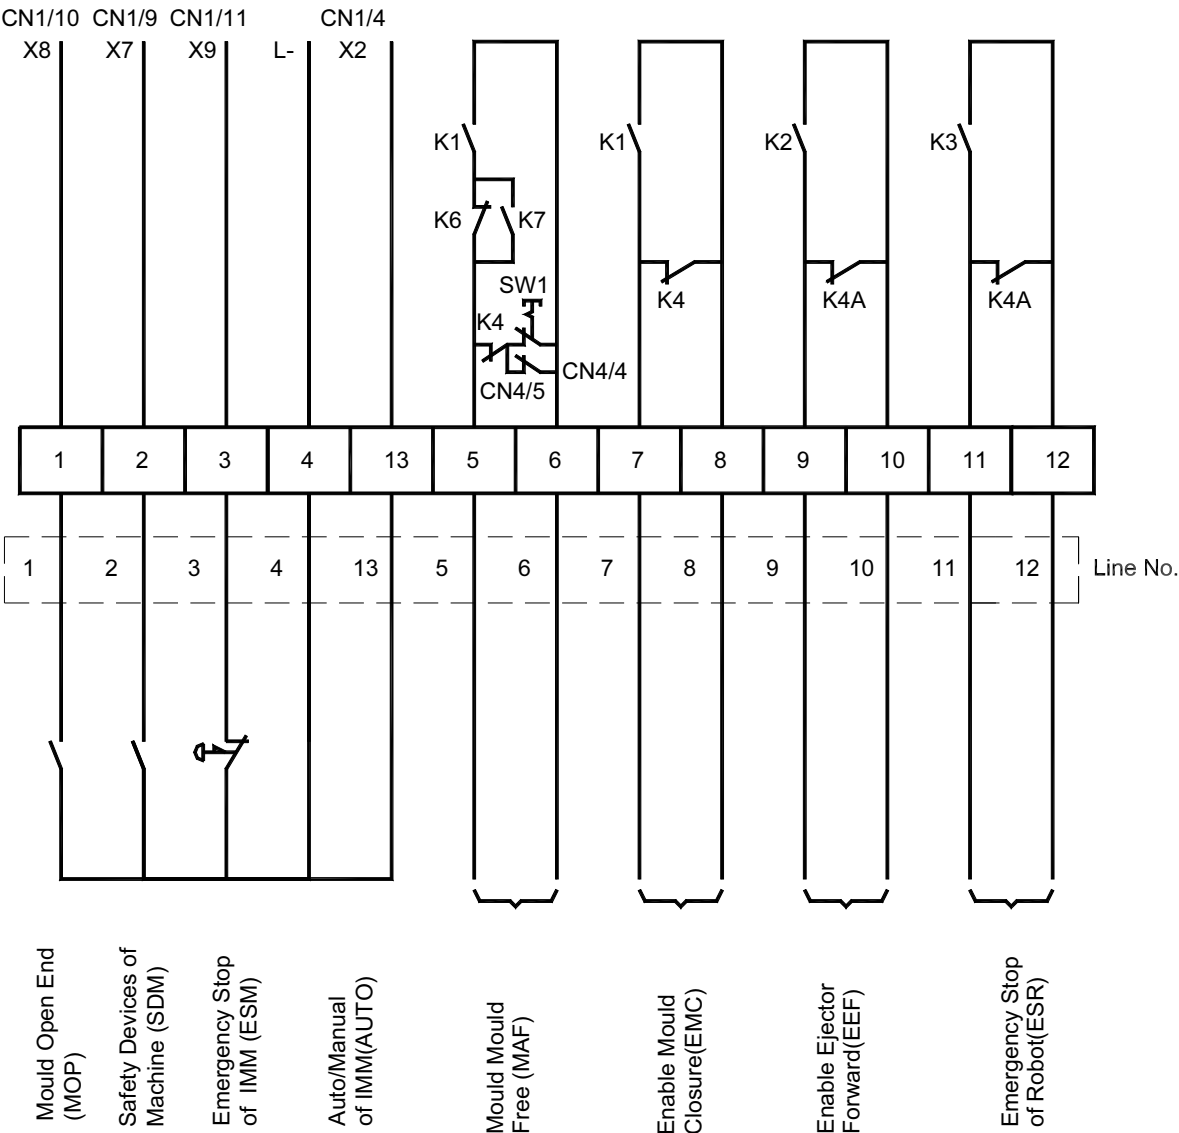 CN1/10 CN1/9 CN1/11 CN1/4
X8 X7 X9 L- X2
K1 K1 K2 K3
K6 K7
SW1
K4 K4 K4A K4A
CN4/4
CN4/5
1 2 3 4 13 5 6 7 8 9 10 11 12
1 2 3 4 13 5 6 7 8 9 10 11 12 Line No.
Mould Open End
(MOP)
Safety Devices of
Machine (SDM)
Emergency Stop
of IMM (ESM)
Auto/Manual
of IMM(AUTO)
Mould Mould
Free (MAF)
Enable Mould
Closure(EMC)
Enable Ejector
Forward(EEF)
Emergency Stop
of Robot(ESR)